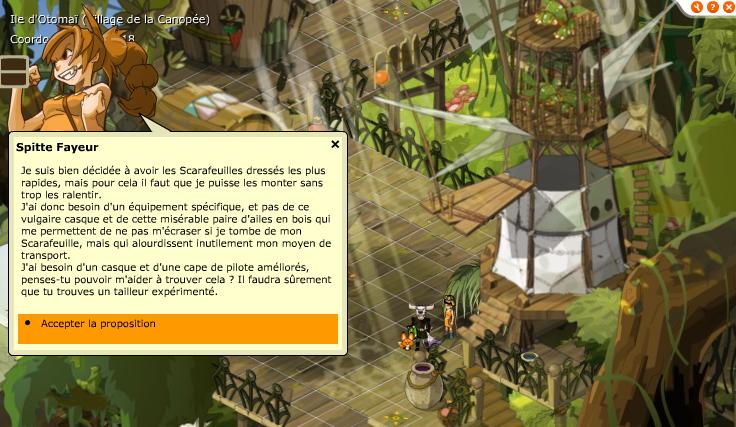 Ile d'Otomaï ( illage de la Canopée)
Coordo 18
Spitte Fayeur
Je suis bien décidée à avoir les Scarafeuilles dressés les plus
rapides, mais pour cela il faut que je puisse les monter sans
trop les ralentir.
J'ai donc besoin d'un équipement spécifique, et pas de ce
vulgaire casque et de cette misérable paire d'ailes en bois qui
me permettent de ne pas m'écraser si je tombe de mon
Scarafeuille, mais qui alourdissent inutilement mon moyen de
transport.
J'ai besoin d'un casque et d'une cape de pilote améliorés,
penses-tu pouvoir m'aider à trouver cela ? Il faudra sûrement
que tu trouves un tailleur expérimenté.
Accepter la proposition